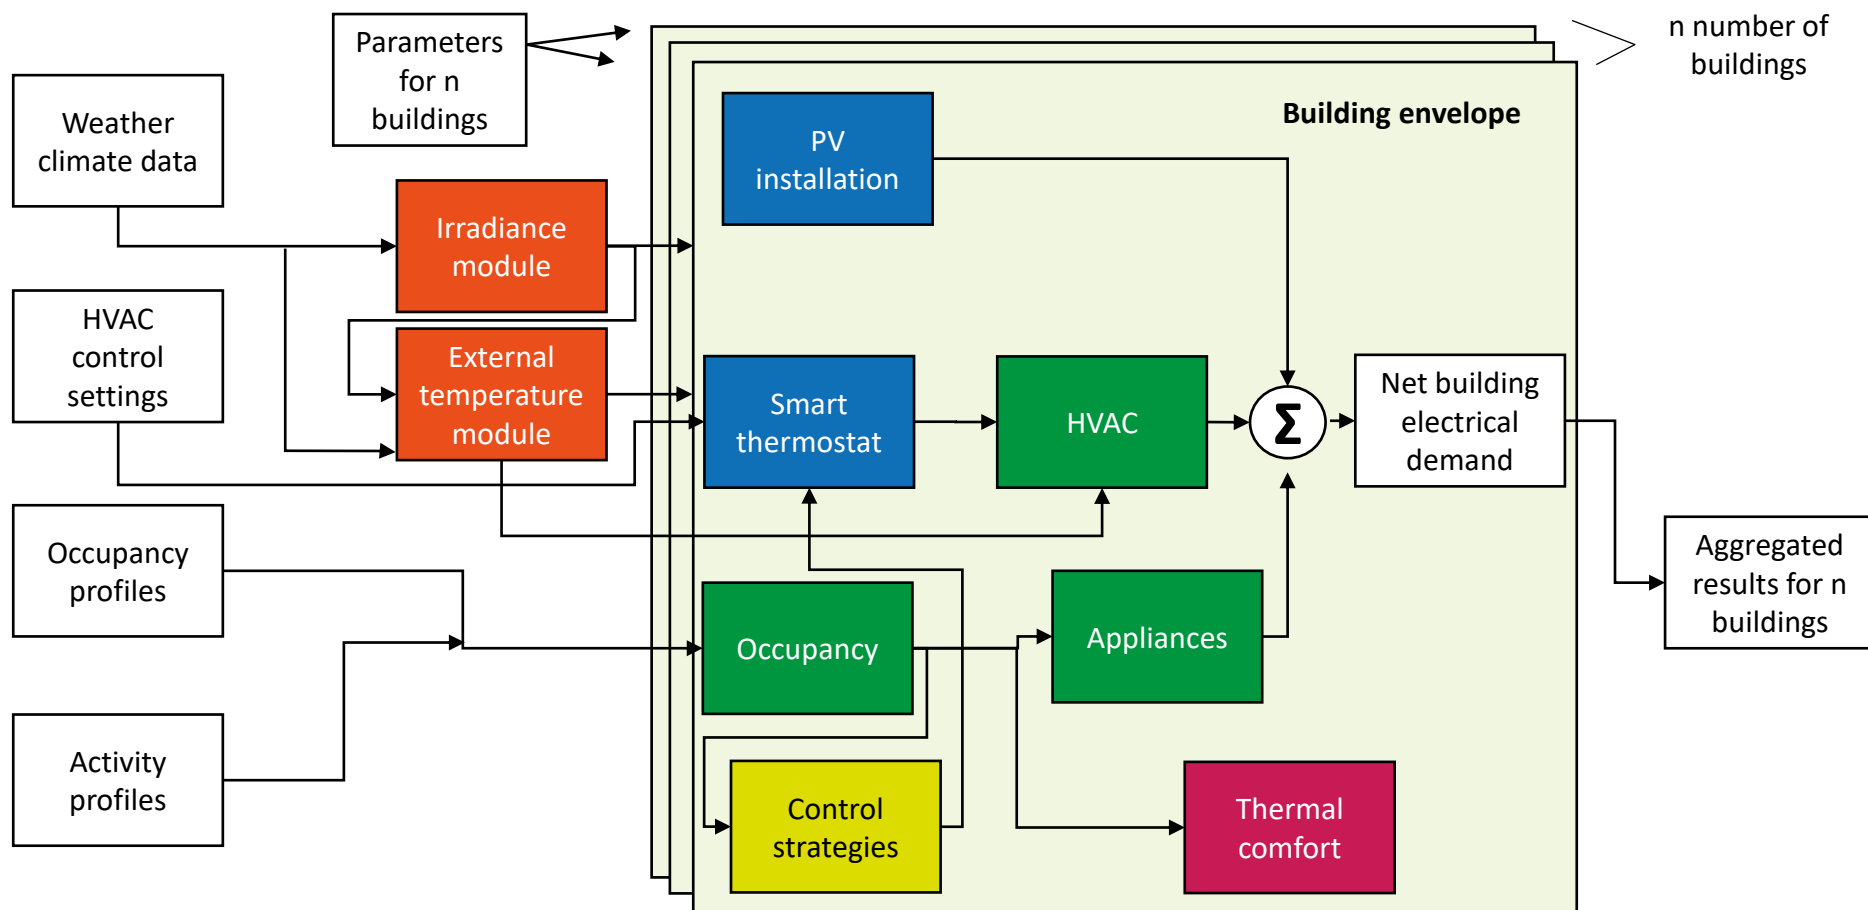 Parameters
for n
buildings
n number of
buildings
Weather
climate data
Building envelope
PV
installation
Irradiance
module
HVAC
control
settings
External
temperature
module
Smart
thermostat
HVAC
Σ
Net building
electrical
demand
Occupancy
profiles
Aggregated
results for n
buildings
Occupancy
Appliances
Activity
profiles
Control
strategies
Thermal
comfort